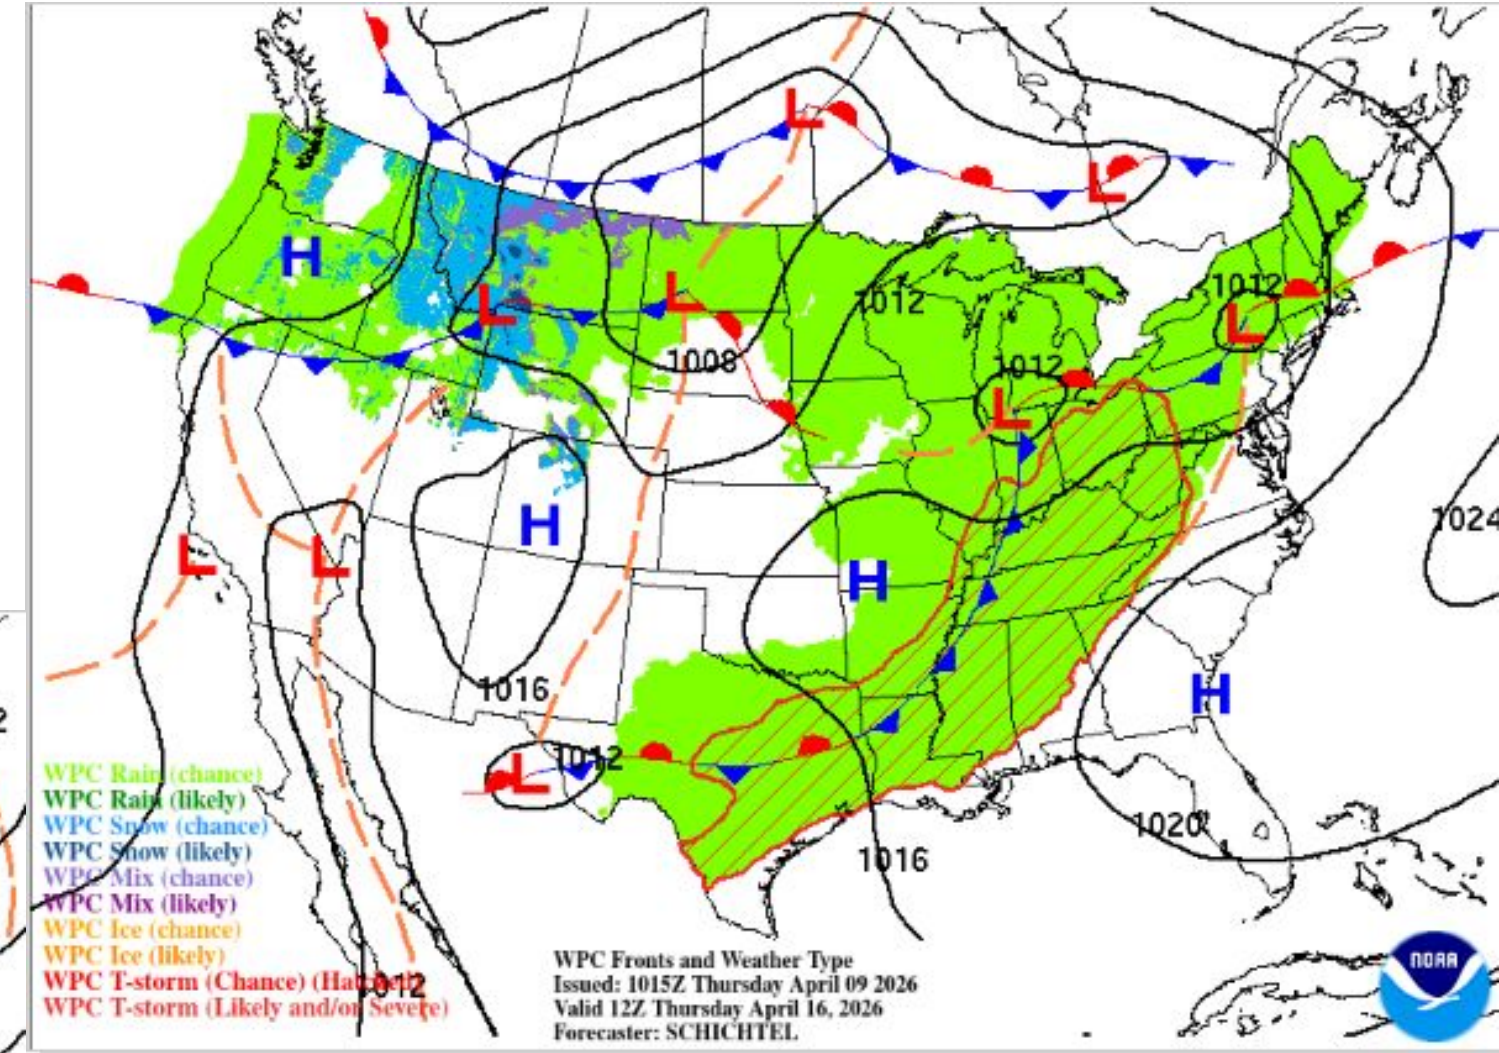 H
L
L
L
L
L
L
L
L
L
H
H
H
1012
1012
1012
1008
1024
1016
1012
1020
1016
1012
2
WPC Rain (chance)
WPC Rain (likely)
WPC Snow (chance)
WPC Snow (likely)
WPC Mix (chance)
WPC Mix (likely)
WPC Ice (chance)
WPC Ice (likely)
WPC T-storm (Chance) (Hatched)
WPC T-storm (Likely and/or Severe)
WPC Fronts and Weather Type
Issued: 1015Z Thursday April 09 2026
Valid 12Z Thursday April 16, 2026
Forecaster: SCHICHTEL
NOAA